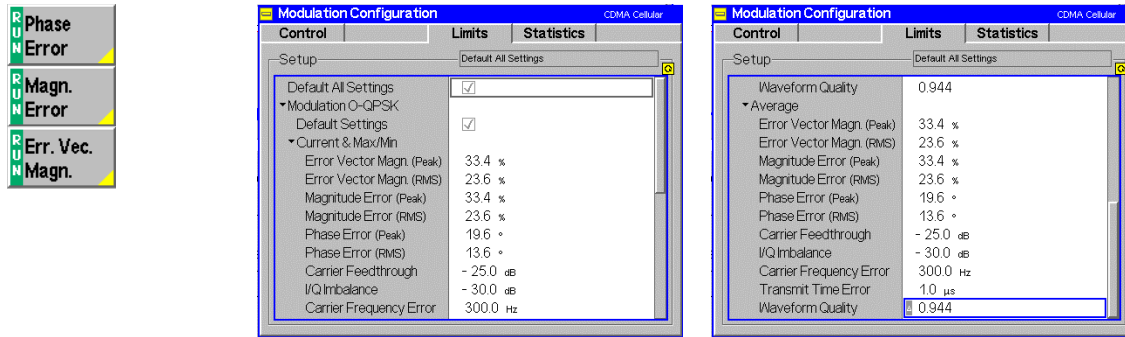 RUN Phase Error
RUN Magn. Error
RUN Err. Vec. Magn.
Modulation Configuration CDMA Cellular
Control Limits Statistics
Setup Default All Settings
Default All Settings
Modulation O-QPSK
Default Settings
Current & Max/Min
Error Vector Magn. (Peak) 33.4 %
Error Vector Magn. (RMS) 23.6 %
Magnitude Error (Peak) 33.4 %
Magnitude Error (RMS) 23.6 %
Phase Error (Peak) 19.6 °
Phase Error (RMS) 13.6 °
Carrier Feedthrough - 25.0 dB
I/Q Imbalance - 30.0 dB
Carrier Frequency Error 300.0 Hz
Modulation Configuration CDMA Cellular
Control Limits Statistics
Setup Default All Settings
Waveform Quality 0.944
Average
Error Vector Magn. (Peak) 33.4 %
Error Vector Magn. (RMS) 23.6 %
Magnitude Error (Peak) 33.4 %
Magnitude Error (RMS) 23.6 %
Phase Error (Peak) 19.6 °
Phase Error (RMS) 13.6 °
Carrier Feedthrough - 25.0 dB
I/Q Imbalance - 30.0 dB
Carrier Frequency Error 300.0 Hz
Transmit Time Error 1.0 µs
Waveform Quality 0.944